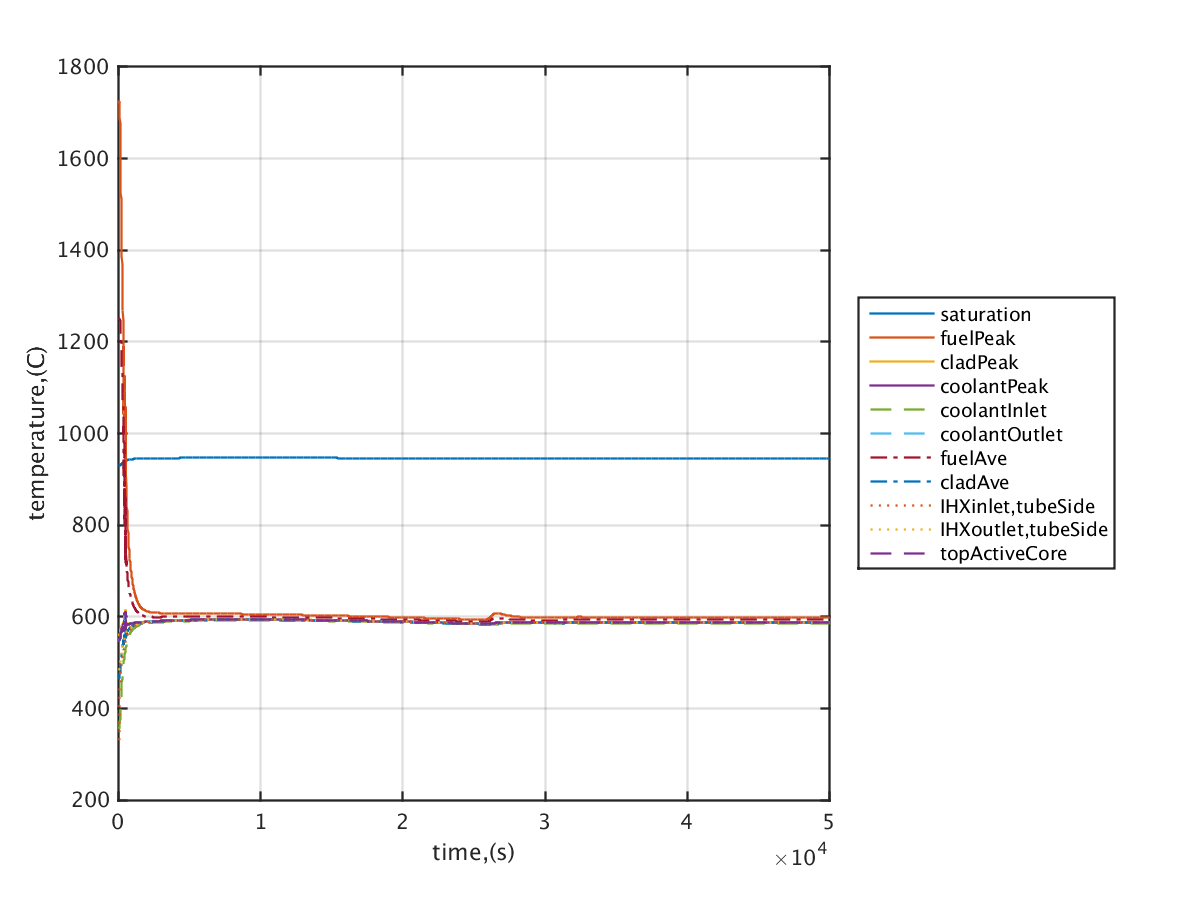 1800
1600
1400
1200
1000
800
600
400
200
0
1
2
3
4
5
×10^4
time,(s)
temperature,(C)
saturation
fuelPeak
cladPeak
coolantPeak
coolantInlet
coolantOutlet
fuelAve
cladAve
IHXinlet,tubeSide
IHXoutlet,tubeSide
topActiveCore